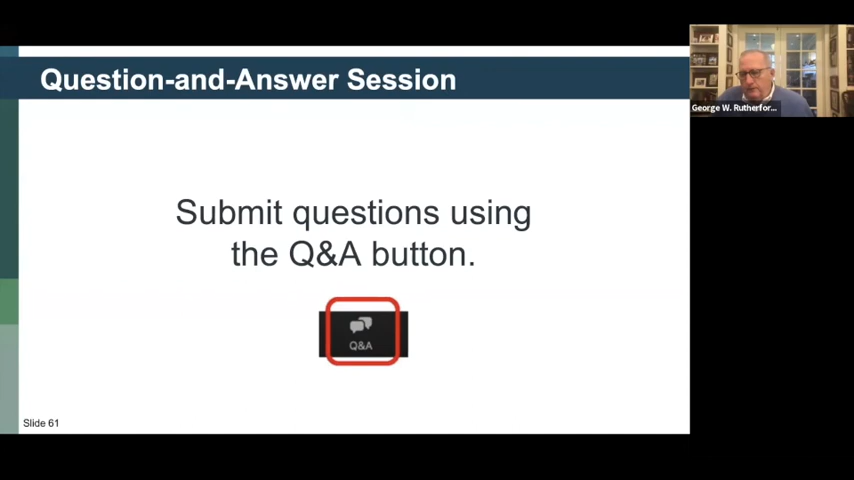 Question-and-Answer Session
George W. Rutherfor...
Submit questions using
the Q&A button.
Q&A
Slide 61